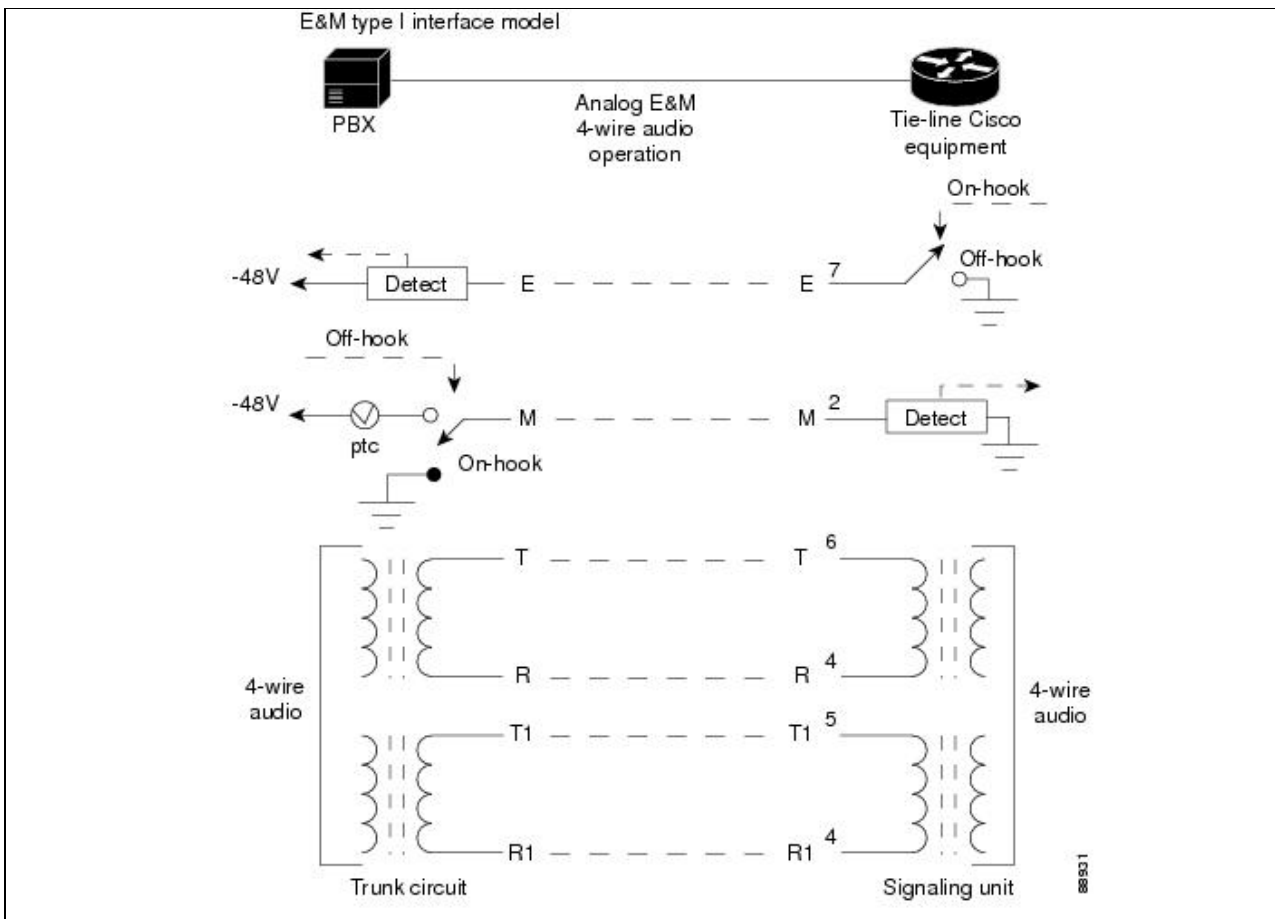 E&M type I interface model
PBX
Analog E&M
4-wire audio
operation
Tie-line Cisco
equipment
On-hook
Off-hook
-48V
Detect
E
E
7
Off-hook
-48V
ptc
M
M
2
Detect
On-hook
T
T
6
R
R
4
4-wire
audio
4-wire
audio
T1
T1
5
R1
R1
4
Trunk circuit
Signaling unit
88931